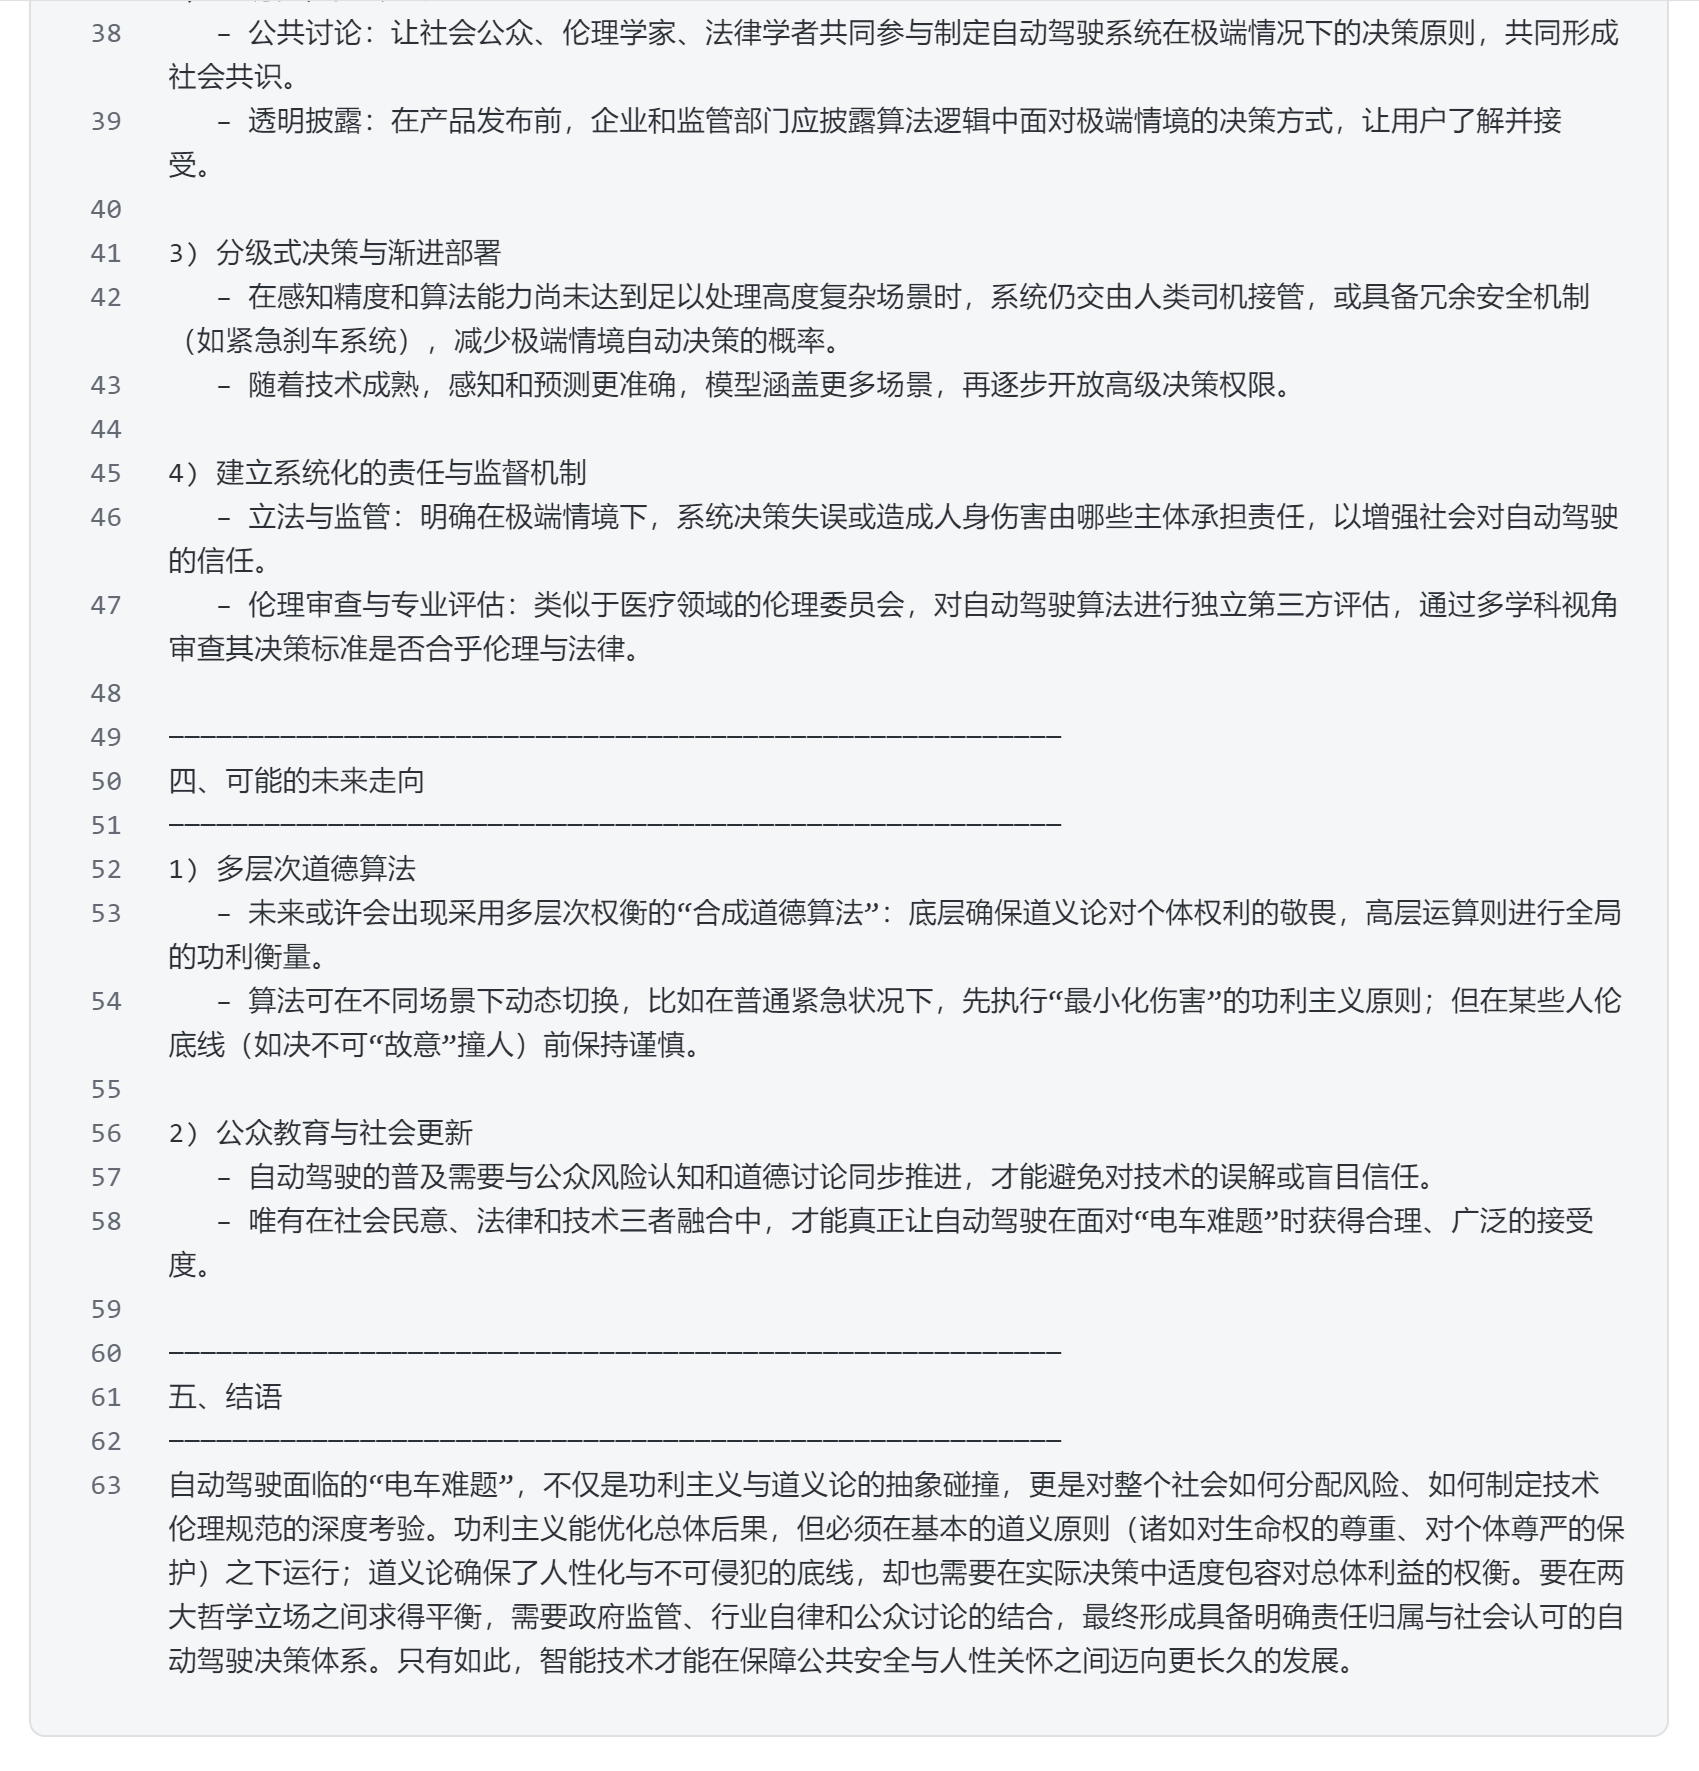 38 – 公共讨论：让社会公众、伦理学家、法律学者共同参与制定自动驾驶系统在极端情况下的决策原则，共同形成
社会共识。
39 – 透明披露：在产品发布前，企业和监管部门应披露算法逻辑中面对极端情境的决策方式，让用户了解并接
受。
40
41 3) 分级式决策与渐进部署
42 – 在感知精度和算法能力尚未达到足以处理高度复杂场景时，系统仍交由人类司机接管，或具备冗余安全机制
（如紧急刹车系统），减少极端情境自动决策的概率。
43 – 随着技术成熟，感知和预测更准确，模型涵盖更多场景，再逐步开放高级决策权限。
44
45 4) 建立系统化的责任与监督机制
46 – 立法与监管：明确在极端情境下，系统决策失误或造成人身伤害由哪些主体承担责任，以增强社会对自动驾驶
的信任。
47 – 伦理审查与专业评估：类似于医疗领域的伦理委员会，对自动驾驶算法进行独立第三方评估，通过多学科视角
审查其决策标准是否合乎伦理与法律。
48
49 ────────────────────────────────────────────────────────
50 四、可能的未来走向
51 ────────────────────────────────────────────────────────
52 1) 多层次道德算法
53 – 未来或许会出现采用多层次权衡的“合成道德算法”：底层确保道义论对个体权利的敬畏，高层运算则进行全局
的功利衡量。
54 – 算法可在不同场景下动态切换，比如在普通紧急状况下，先执行“最小化伤害”的功利主义原则；但在某些人伦
底线（如决不可“故意”撞人）前保持谨慎。
55
56 2) 公众教育与社会更新
57 – 自动驾驶的普及需要与公众风险认知和道德讨论同步推进，才能避免对技术的误解或盲目信任。
58 – 唯有在社会民意、法律和技术三者融合中，才能真正让自动驾驶在面对“电车难题”时获得合理、广泛的接受
度。
59
60 ────────────────────────────────────────────────────────
61 五、结语
62 ────────────────────────────────────────────────────────
63 自动驾驶面临的“电车难题”，不仅是功利主义与道义论的抽象碰撞，更是对整个社会如何分配风险、如何制定技术
伦理规范的深度考验。功利主义能优化总体后果，但必须在基本的道义原则（诸如对生命权的尊重、对个体尊严的保
护）之下运行；道义论确保了人性化与不可侵犯的底线，却也需要在实际决策中适度包容对总体利益的权衡。要在两
大哲学立场之间求得平衡，需要政府监管、行业自律和公众讨论的结合，最终形成具备明确责任归属与社会认可的自
动驾驶决策体系。只有如此，智能技术才能在保障公共安全与人性关怀之间迈向更长久的发展。